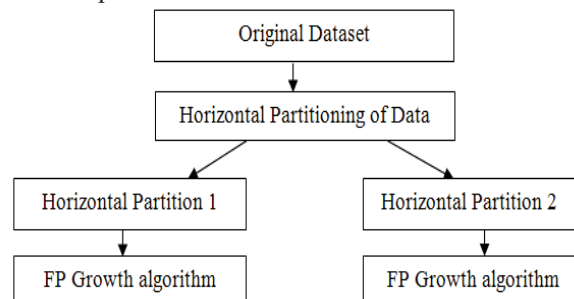 Original Dataset
Horizontal Partitioning of Data
Horizontal Partition 1
Horizontal Partition 2
FP Growth algorithm
FP Growth algorithm